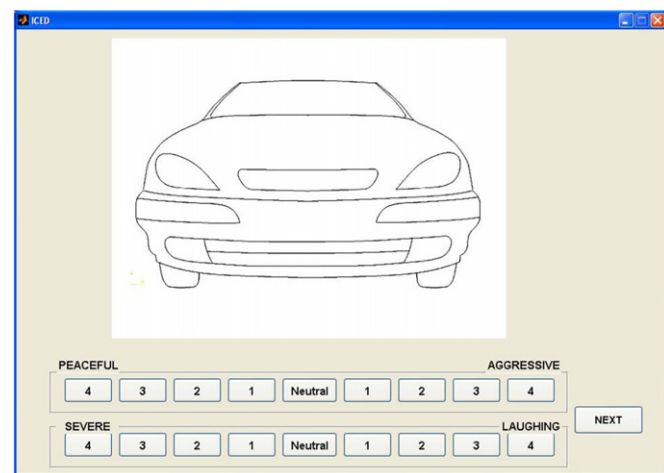 ICED
PEACEFUL AGGRESSIVE
4 3 2 1 Neutral 1 2 3 4
SEVERE LAUGHING
4 3 2 1 Neutral 1 2 3 4
NEXT